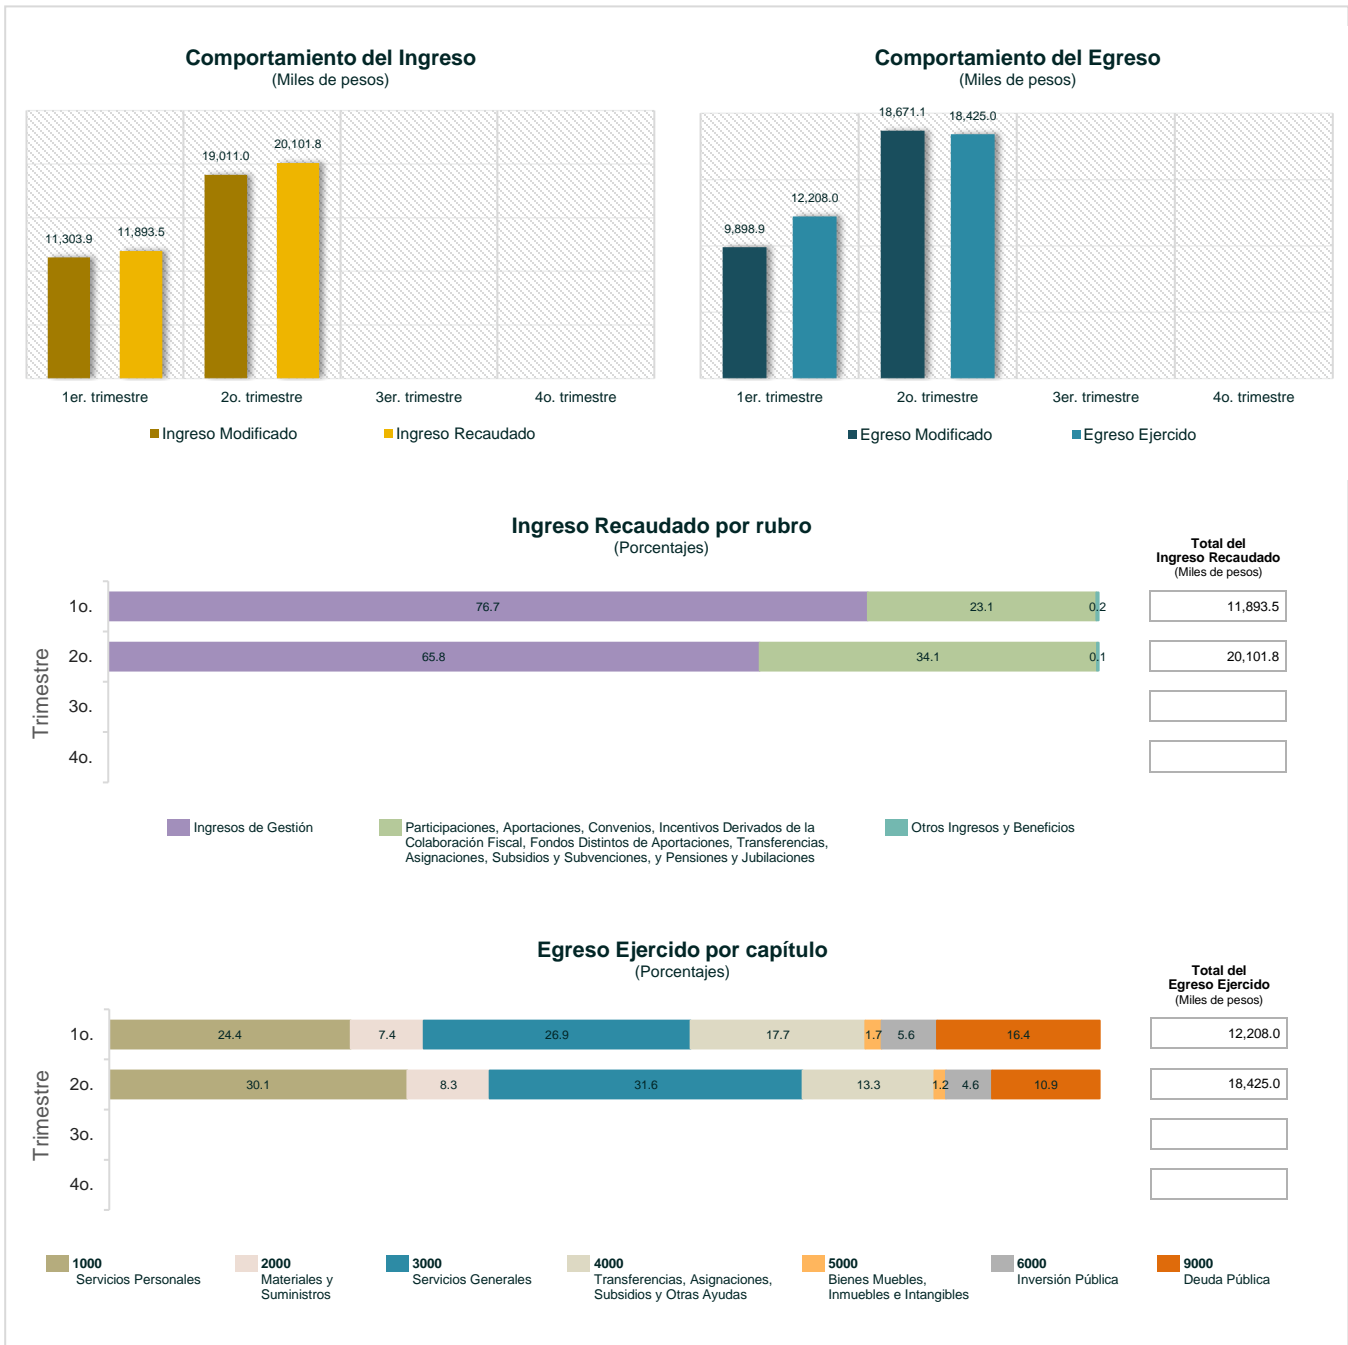 Comportamiento del Ingreso
(Miles de pesos)
11,303.9
11,893.5
19,011.0
20,101.8
1er. trimestre
2o. trimestre
3er. trimestre
4o. trimestre
Ingreso Modificado
Ingreso Recaudado
Comportamiento del Egreso
(Miles de pesos)
9,898.9
12,208.0
18,671.1
18,425.0
1er. trimestre
2o. trimestre
3er. trimestre
4o. trimestre
Egreso Modificado
Egreso Ejercido
Ingreso Recaudado por rubro
(Porcentajes)
Total del
Ingreso Recaudado
(Miles de pesos)
Trimestre
1o.
76.7
23.1
0.2
11,893.5
2o.
65.8
34.1
0.1
20,101.8
3o.
4o.
Ingresos de Gestión
Participaciones, Aportaciones, Convenios, Incentivos Derivados de la
Colaboración Fiscal, Fondos Distintos de Aportaciones, Transferencias,
Asignaciones, Subsidios y Subvenciones, y Pensiones y Jubilaciones
Otros Ingresos y Beneficios
Egreso Ejercido por capítulo
(Porcentajes)
Total del
Egreso Ejercido
(Miles de pesos)
Trimestre
1o.
24.4
7.4
26.9
17.7
1.7
5.6
16.4
12,208.0
2o.
30.1
8.3
31.6
13.3
1.2
4.6
10.9
18,425.0
3o.
4o.
1000
Servicios Personales
2000
Materiales y
Suministros
3000
Servicios Generales
4000
Transferencias, Asignaciones,
Subsidios y Otras Ayudas
5000
Bienes Muebles,
Inmuebles e Intangibles
6000
Inversión Pública
9000
Deuda Pública